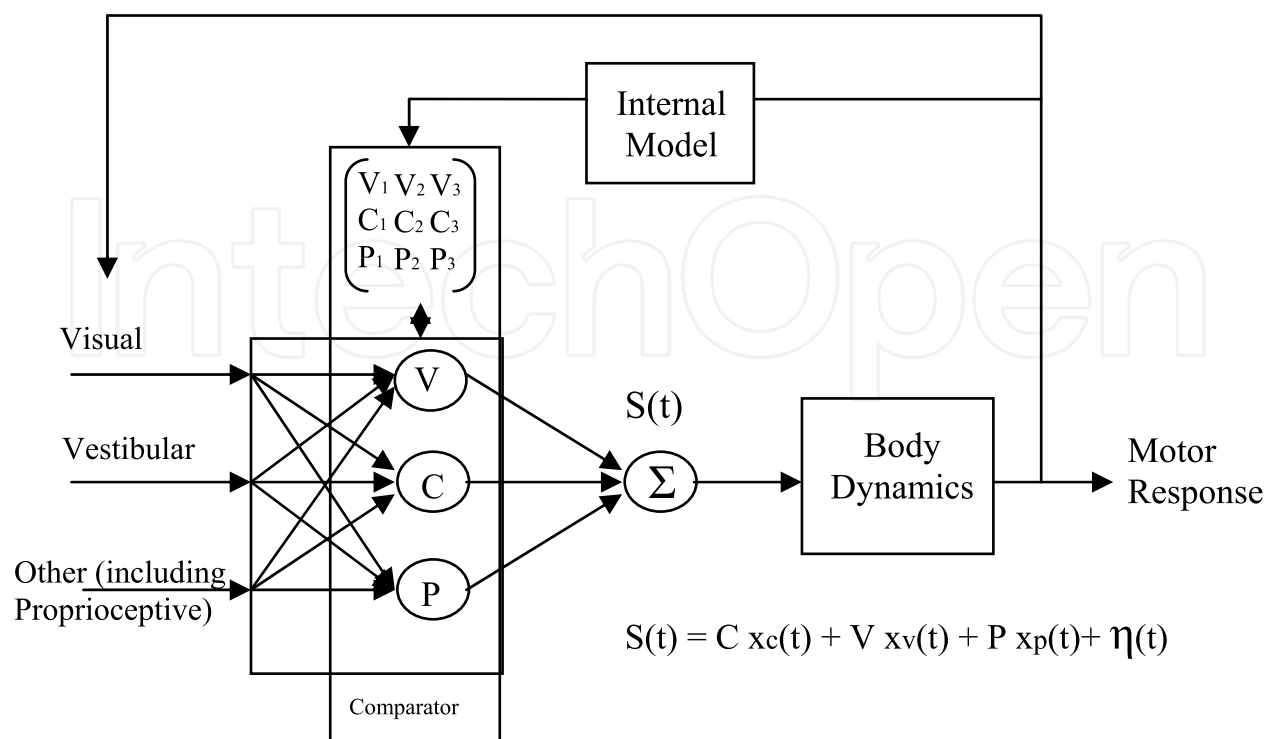 Internal
Model
V1 V2 V3
C1 C2 C3
P1 P2 P3
IntechOpen
Visual
V
S(t)
Vestibular
C
Σ
Body
Dynamics
Motor
Response
Other (including
Proprioceptive)
P
S(t) = C xc(t) + V xv(t) + P xp(t)+ η(t)
Comparator